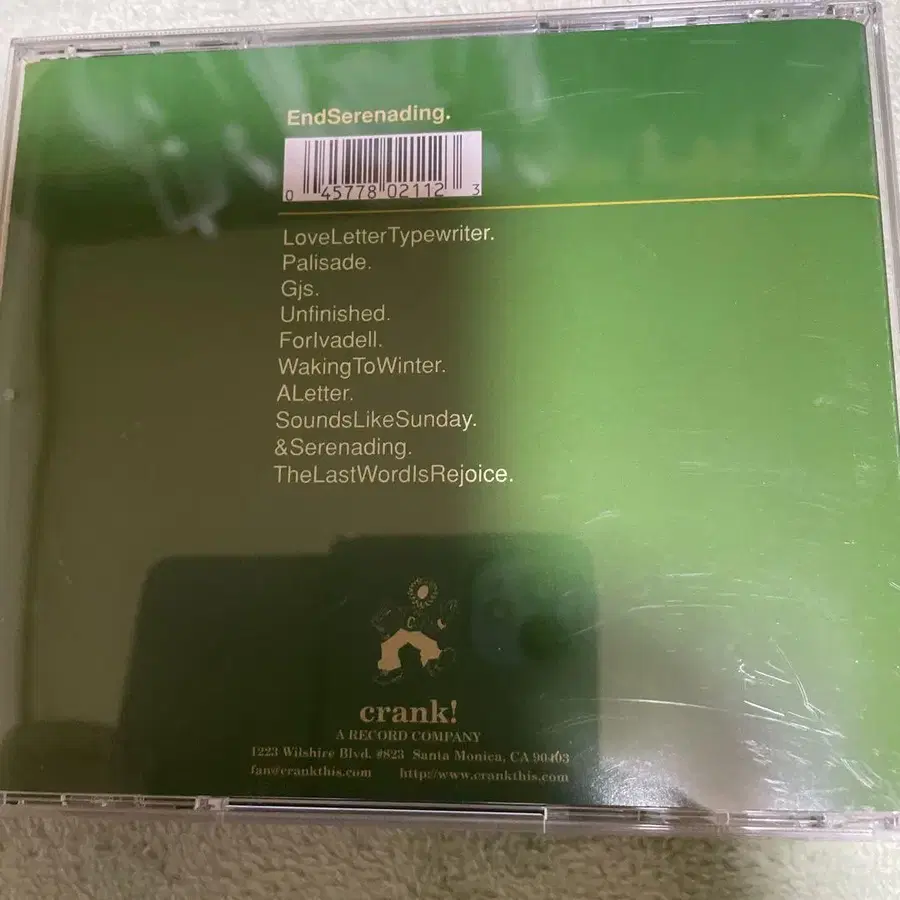 EndSerenading.
0 45778 02112 3
LoveLetterTypewriter.
Palisade.
Gjs.
Unfinished.
ForIvadell.
WakingToWinter.
ALetter.
SoundsLikeSunday.
&Serenading.
TheLastWordIsRejoice.
crank!
A RECORD COMPANY
1223 Wilshire Blvd. #823 Santa Monica, CA 90403
fan@crankthis.com http://www.crankthis.com